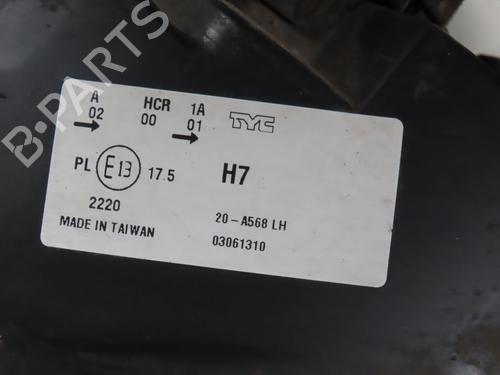 A HCR 1A TYC
02 00 01
PL E13 17.5 H7
2220
20-A568 LH
MADE IN TAIWAN 03061310
B-PARTS